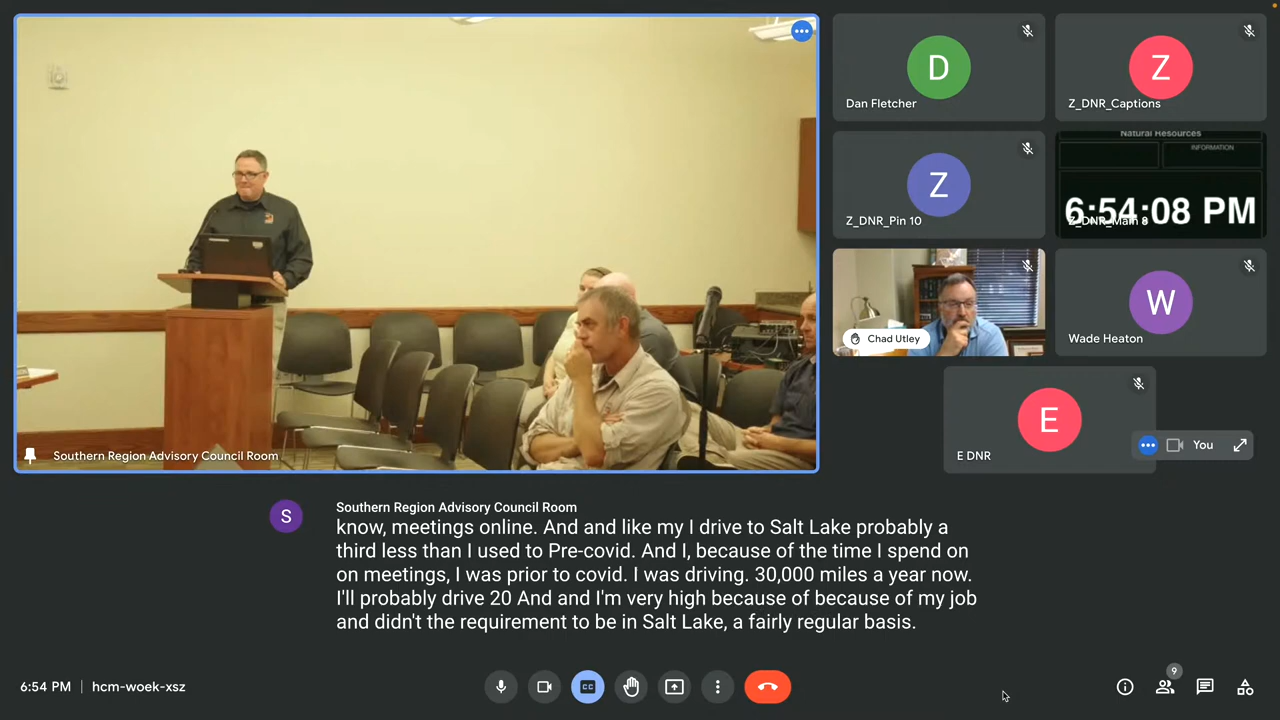 Southern Region Advisory Council Room
D
Dan Fletcher
Z
Z_DNR_Captions
Z
Z_DNR_Pin 10
Natural Resources
INFORMATION
6:54:08 PM
Z_DNR_Main 8
Chad Utley
W
Wade Heaton
E
E DNR
You
S
Southern Region Advisory Council Room
know, meetings online. And and like my I drive to Salt Lake probably a
third less than I used to Pre-covid. And I, because of the time I spend on
on meetings, I was prior to covid. I was driving. 30,000 miles a year now.
I'll probably drive 20 And and I'm very high because of because of my job
and didn't the requirement to be in Salt Lake, a fairly regular basis.
6:54 PM | hcm-woek-xsz
CC
9